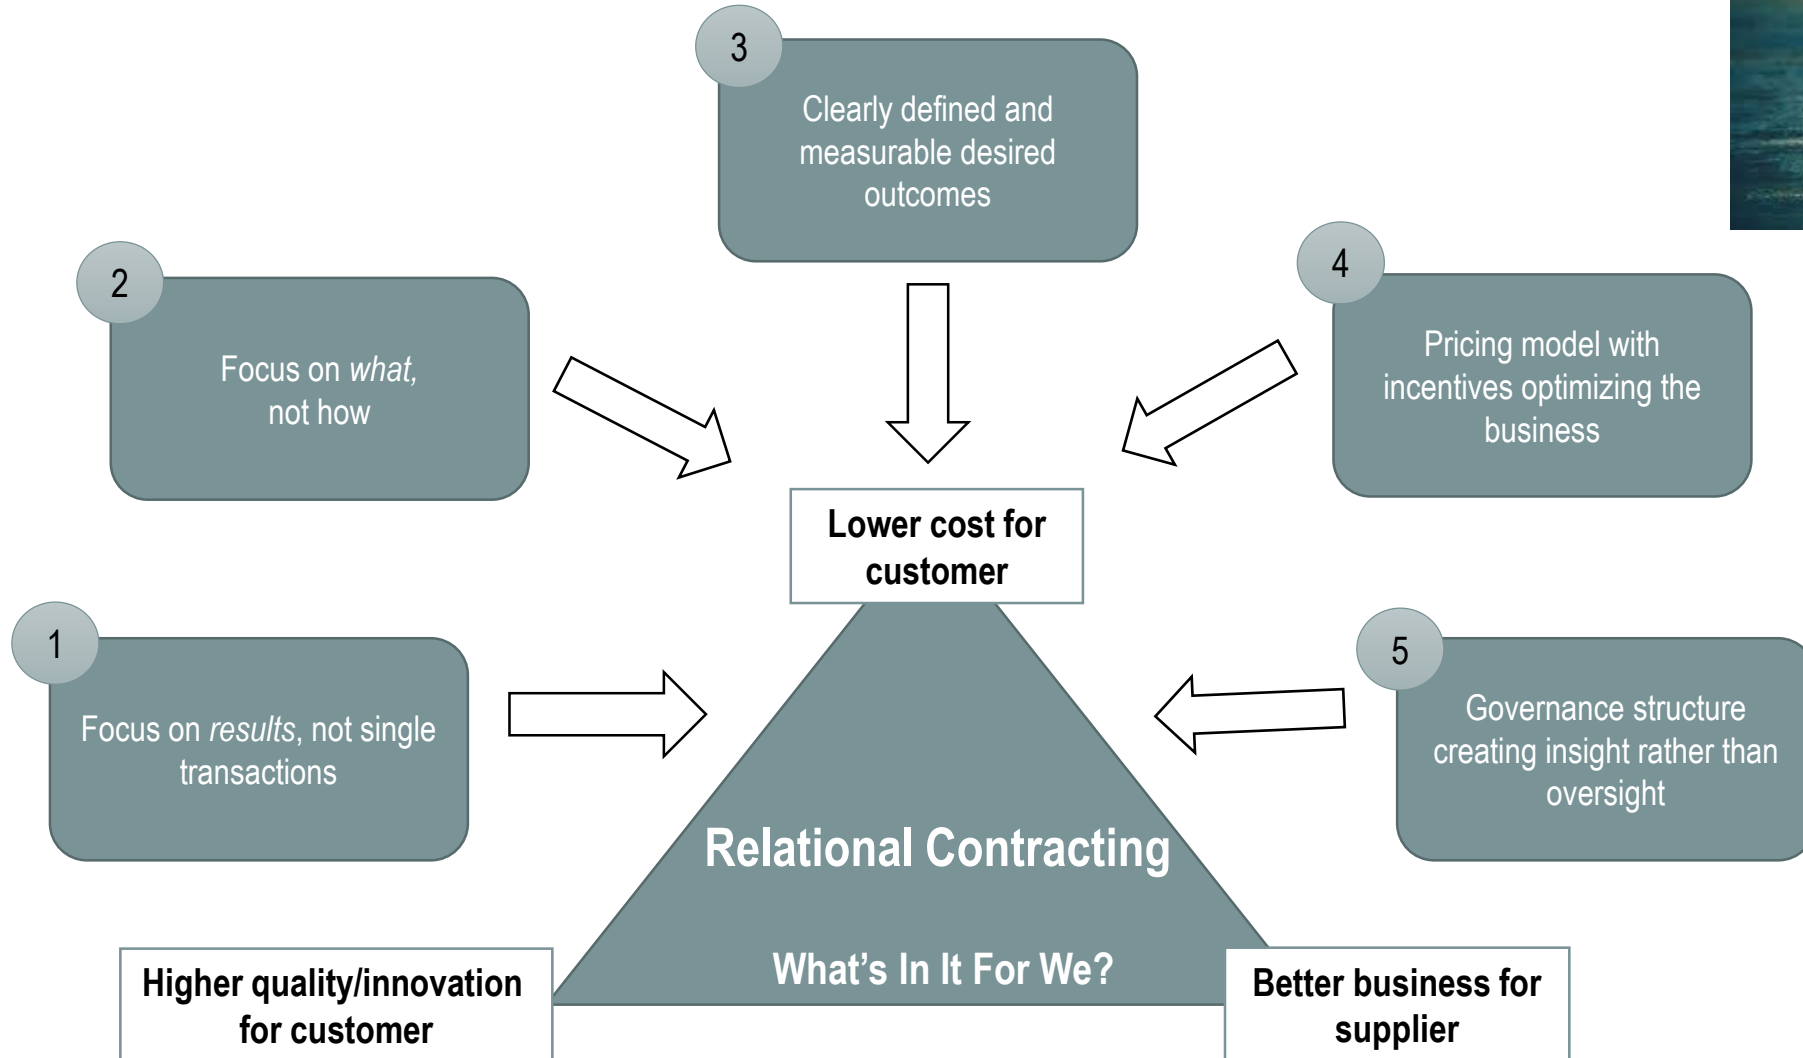 1
Focus on results, not single
transactions
2
Focus on what,
not how
3
Clearly defined and
measurable desired
outcomes
4
Pricing model with
incentives optimizing the
business
5
Governance structure
creating insight rather than
oversight
Lower cost for
customer
Relational Contracting
What's In It For We?
Higher quality/innovation
for customer
Better business for
supplier